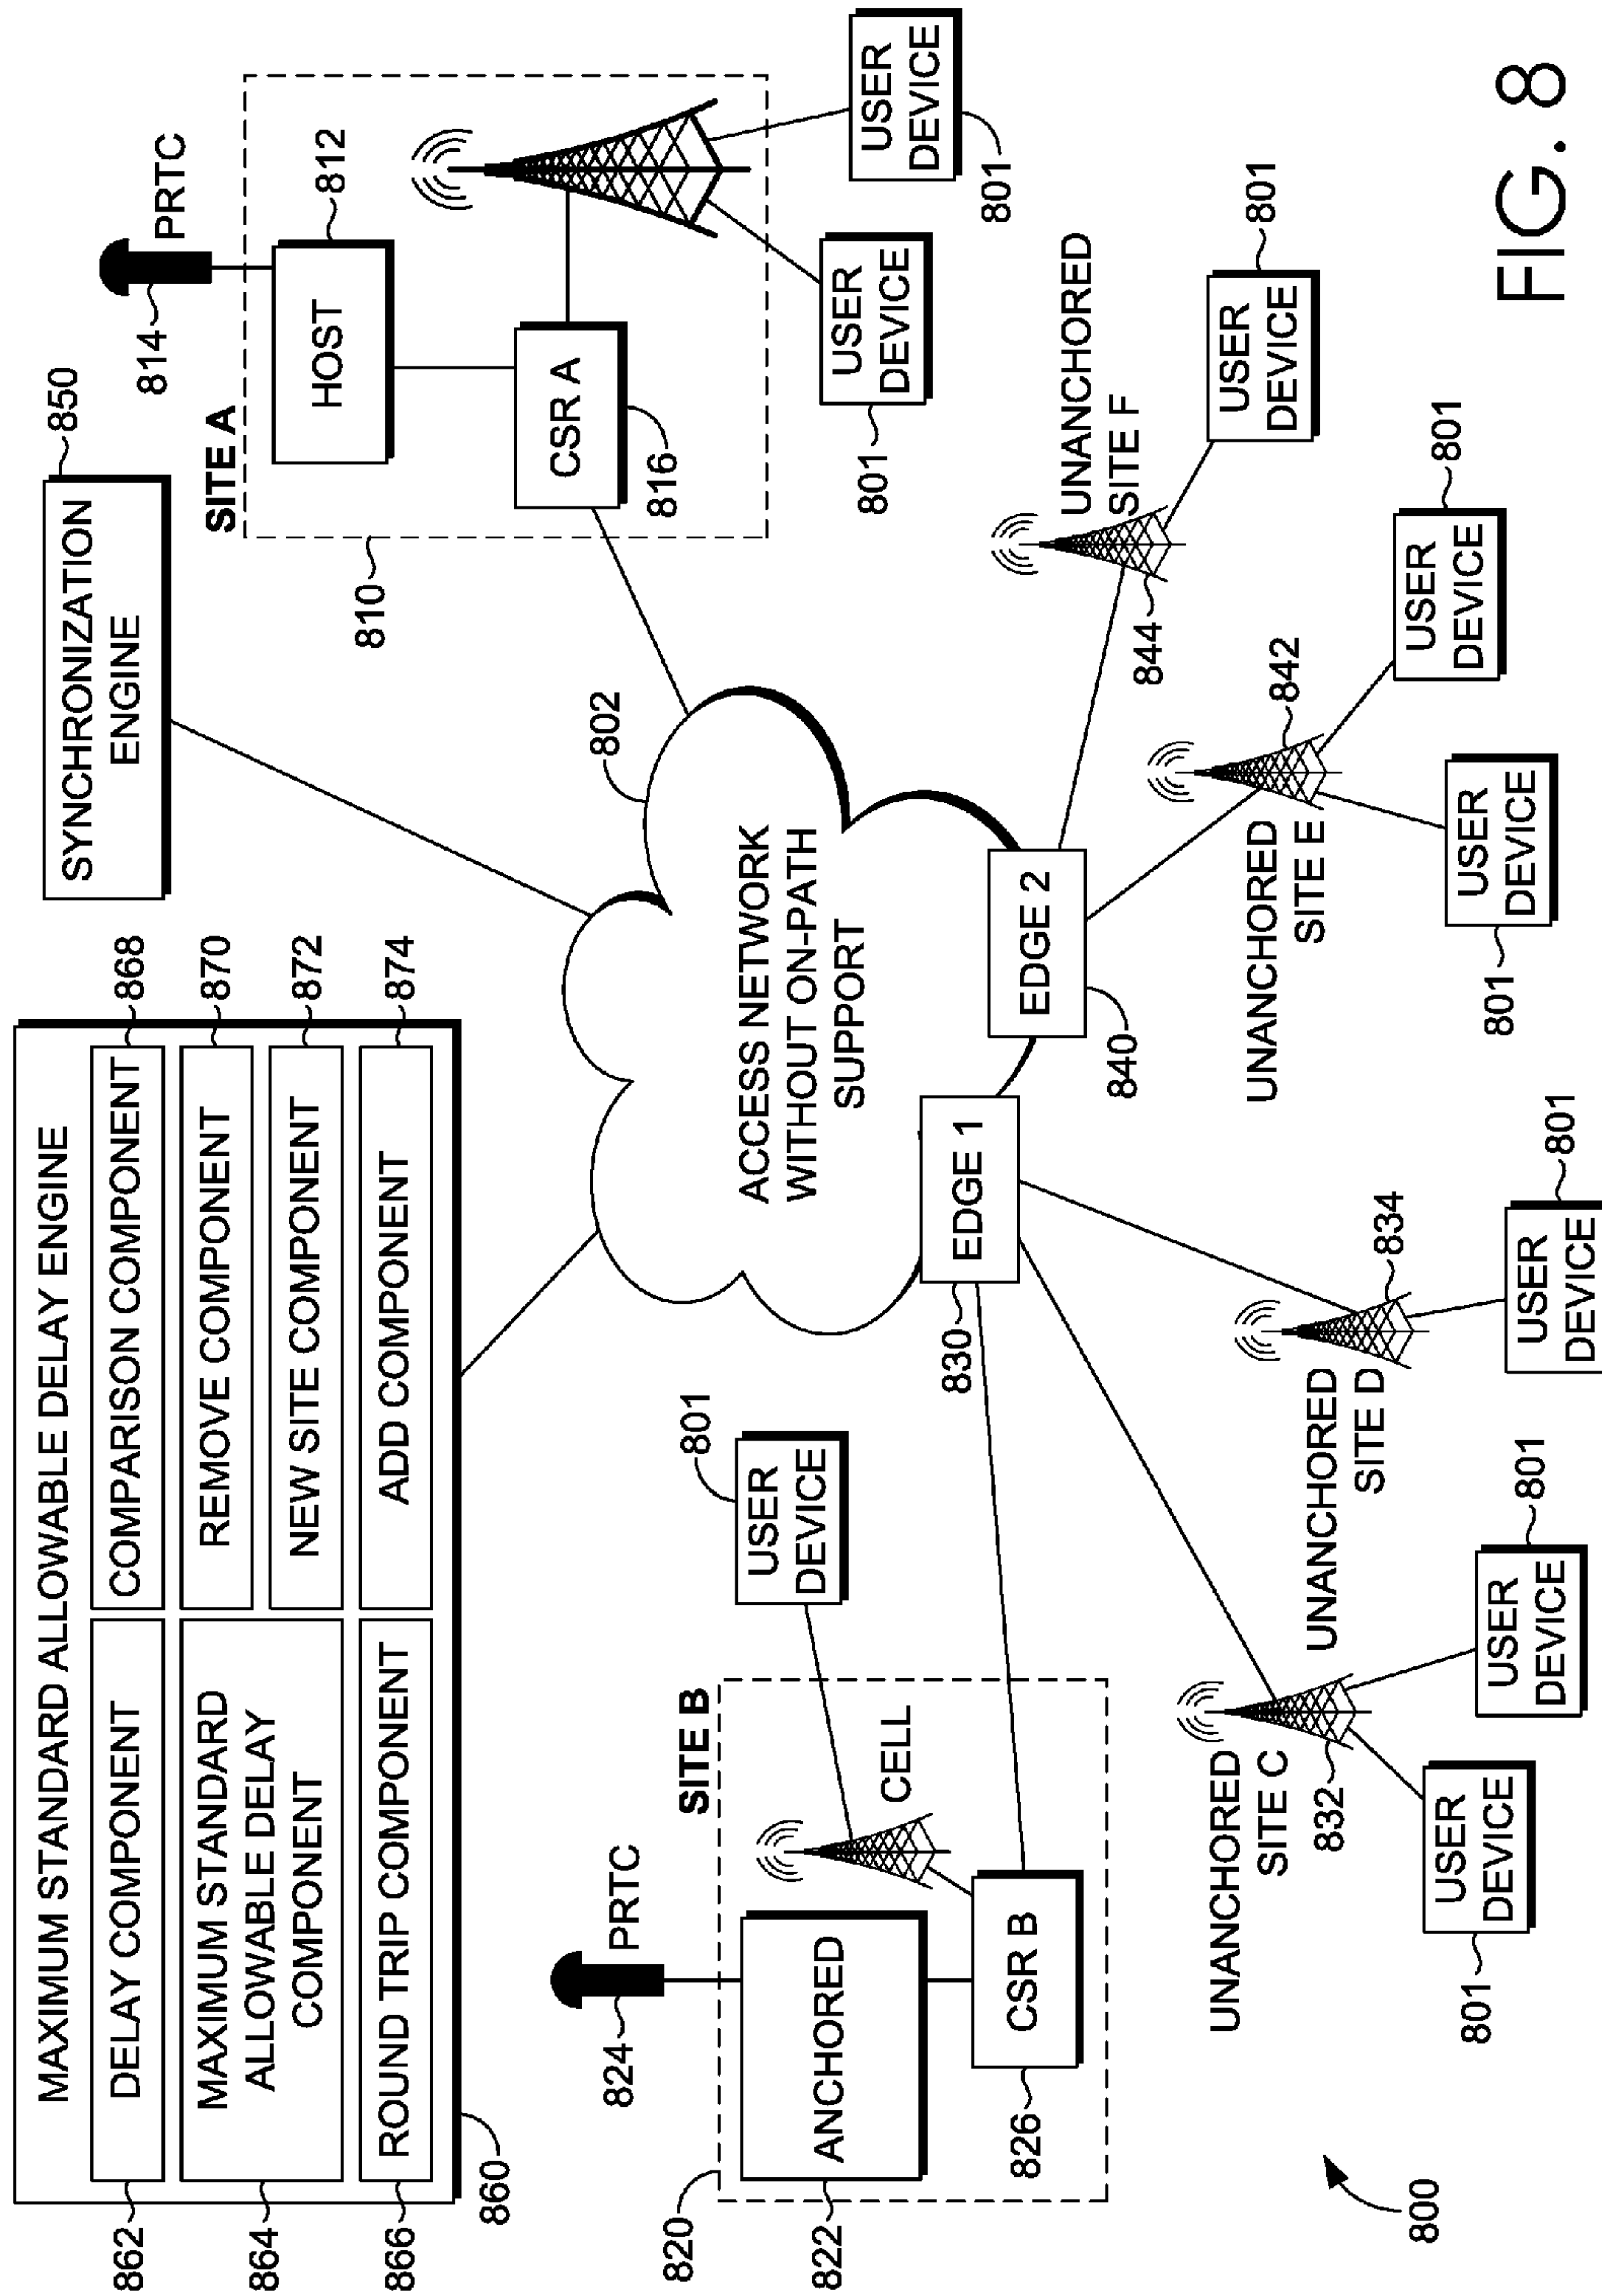 MAXIMUM STANDARD ALLOWABLE DELAY ENGINE
862
DELAY COMPONENT
COMPARISON COMPONENT
868
864
MAXIMUM STANDARD
ALLOWABLE DELAY
COMPONENT
REMOVE COMPONENT
870
NEW SITE COMPONENT
872
866
ROUND TRIP COMPONENT
ADD COMPONENT
874
860
SYNCHRONIZATION
ENGINE
850
814
PRTC
SITE A
HOST
812
CSR A
816
810
USER
DEVICE
801
USER
DEVICE
801
802
ACCESS NETWORK
WITHOUT ON-PATH
SUPPORT
824
PRTC
SITE B
820
ANCHORED
822
CELL
CSR B
826
USER
DEVICE
801
EDGE 1
830
EDGE 2
840
UNANCHORED
SITE C
832
USER
DEVICE
801
USER
DEVICE
801
UNANCHORED
SITE D
834
USER
DEVICE
801
UNANCHORED
SITE E
842
USER
DEVICE
801
USER
DEVICE
801
UNANCHORED
SITE F
844
USER
DEVICE
801
800
FIG. 8